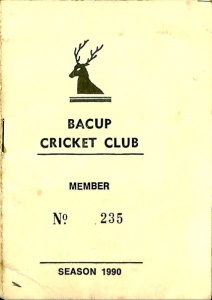 BACUP
CRICKET CLUB
MEMBER
Nº 235
SEASON 1990